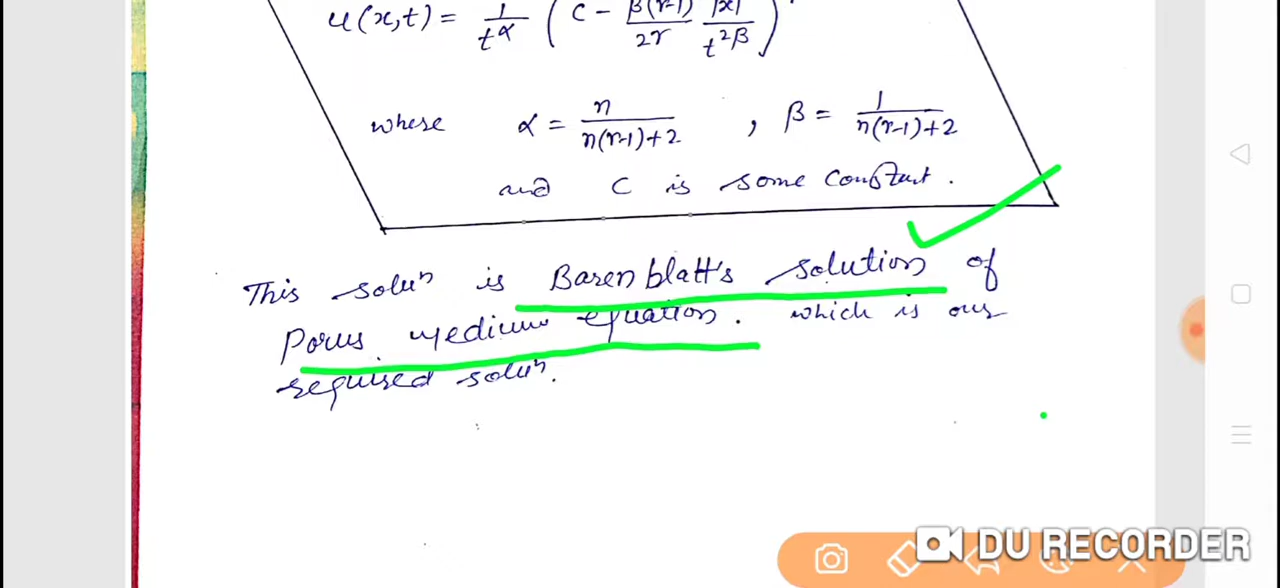 u(x,t) = 1/t^α (C - β(r-1)/2r |x|/t^2β)
where α = n/n(r-1)+2 , β = 1/n(r-1)+2
and C is some constant.
This soluⁿ is Barenblatt's solution of
Porus medium equation. which is our
required soluⁿ.
DU RECORDER